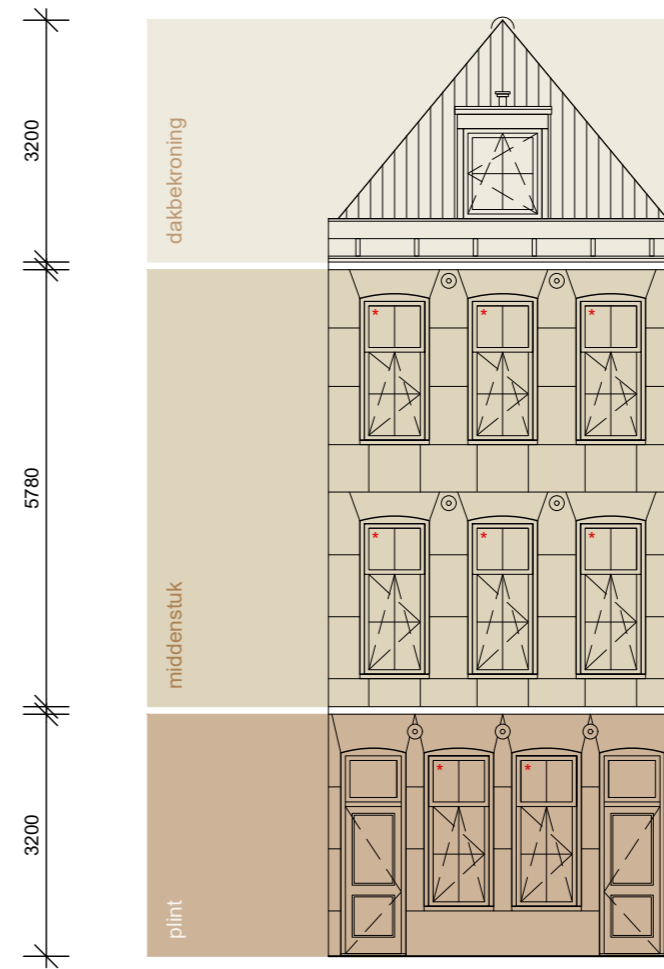 3200
dakbekroning
* * *
5780
* * *
middenstuk
* *
3200
plint